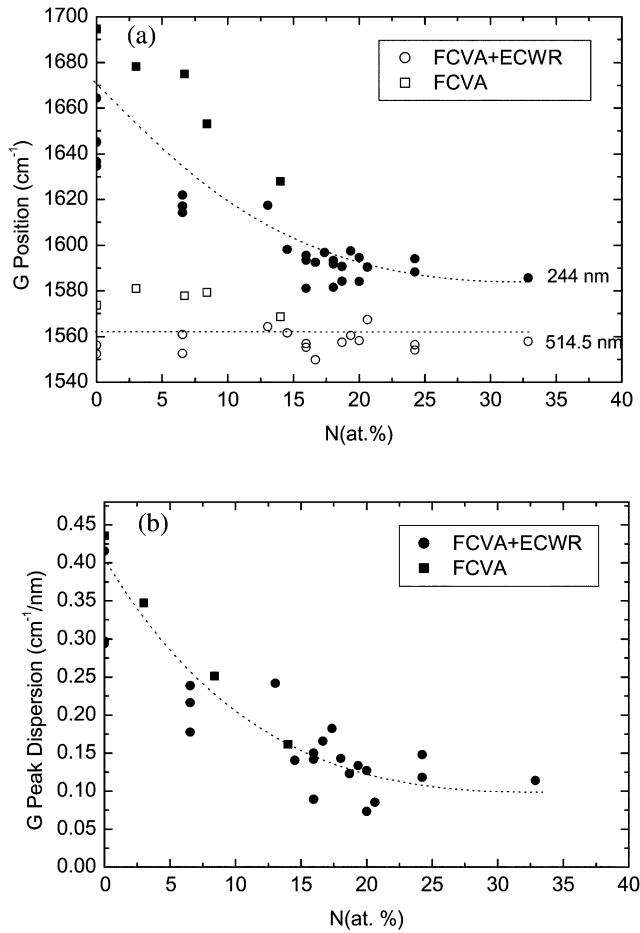 1700
(a)
FCVA+ECWR
FCVA
1680
1660
1640
1620
1600
1580
1560
1540
G Position (cm⁻¹)
244 nm
514.5 nm
0 5 10 15 20 25 30 35 40
N(at.%)
(b)
FCVA+ECWR
FCVA
0.45
0.40
0.35
0.30
0.25
0.20
0.15
0.10
0.05
0.00
G Peak Dispersion (cm⁻¹/nm)
0 5 10 15 20 25 30 35 40
N(at. %)